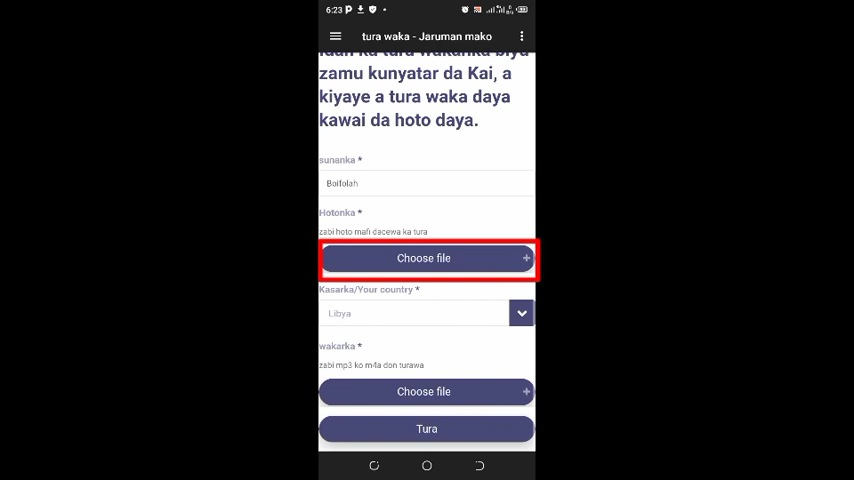 6:23
tura waka - Jaruman mako
zamu kunyatar da Kai, a
kiyaye a tura waka daya
kawai da hoto daya.
sunanka *
Boifolah
Hotonka *
zabi hoto mafi dacewa ka tura
Choose file +
Kasarka/Your country *
Libya
wakarka *
zabi mp3 ko m4a don turawa
Choose file +
Tura